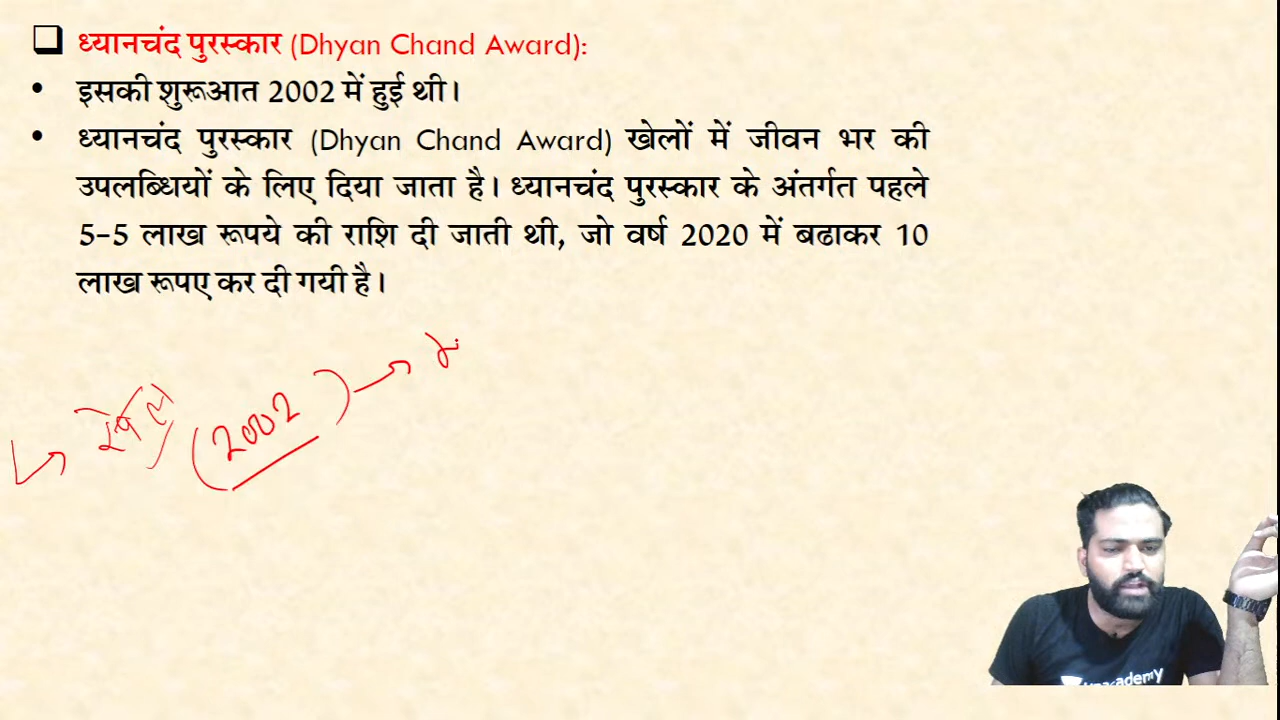 ध्यानचंद पुरस्कार (Dhyan Chand Award):
• इसकी शुरूआत 2002 में हुई थी।
• ध्यानचंद पुरस्कार (Dhyan Chand Award) खेलों में जीवन भर की
उपलब्धियों के लिए दिया जाता है। ध्यानचंद पुरस्कार के अंतर्गत पहले
5-5 लाख रूपये की राशि दी जाती थी, जो वर्ष 2020 में बढाकर 10
लाख रूपए कर दी गयी है।
(2002)